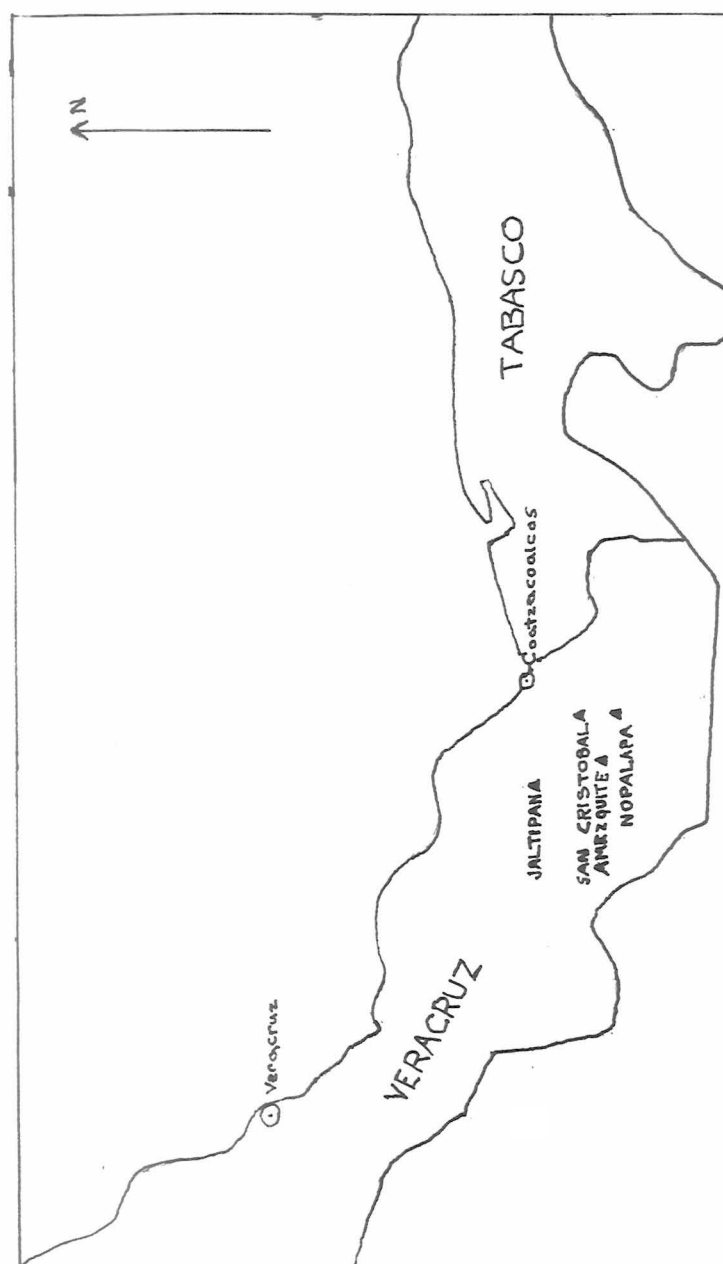 N
TABASCO
Coatzacoalcos
JALTIPAN
SAN CRISTOBAL
AMEZQUITE
NOPALAPA
VERACRUZ
Veracruz